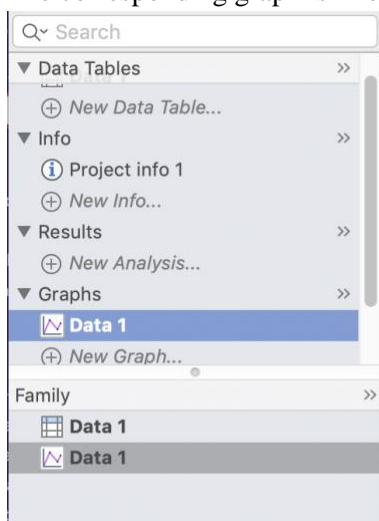 Search
Data Tables »
New Data Table...
Info »
Project info 1
New Info...
Results »
New Analysis...
Graphs »
Data 1
New Graph...
Family »
Data 1
Data 1